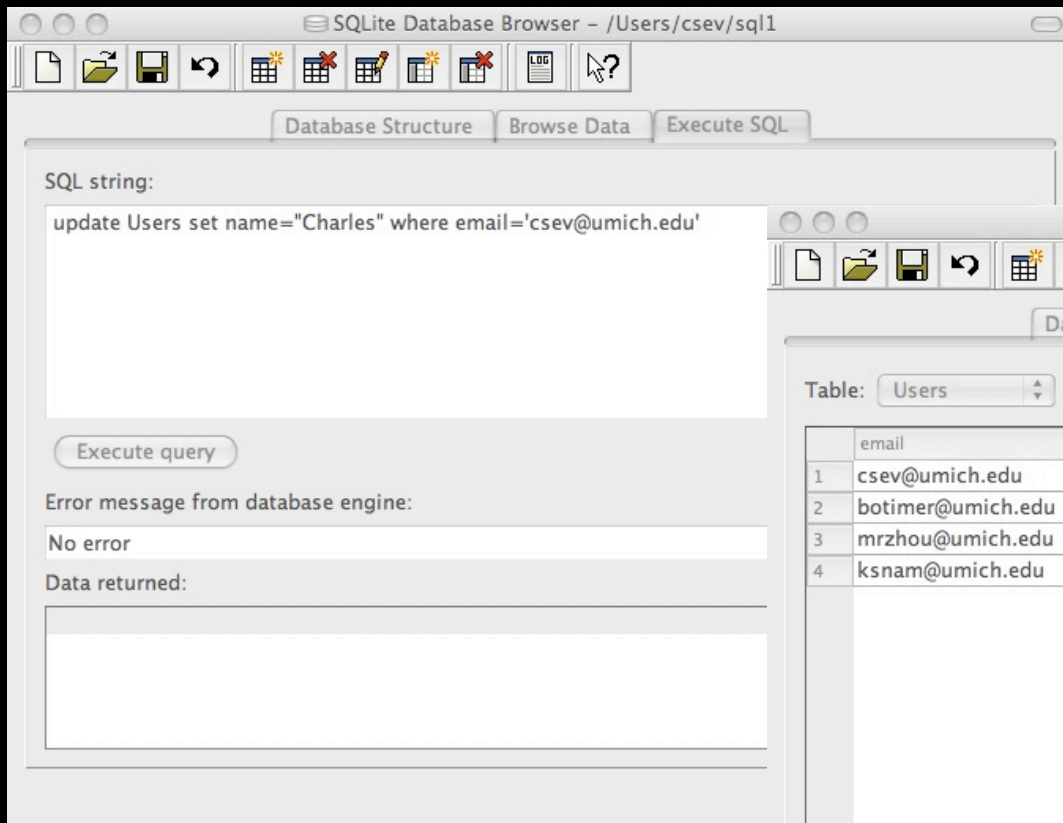 SQLite Database Browser – /Users/csev/sql1
LOG
?
Database Structure
Browse Data
Execute SQL
SQL string:
update Users set name="Charles" where email='csev@umich.edu'
Execute query
Error message from database engine:
No error
Data returned:
Da
Table: Users
email
1 csev@umich.edu
2 botimer@umich.edu
3 mrzhou@umich.edu
4 ksnam@umich.edu